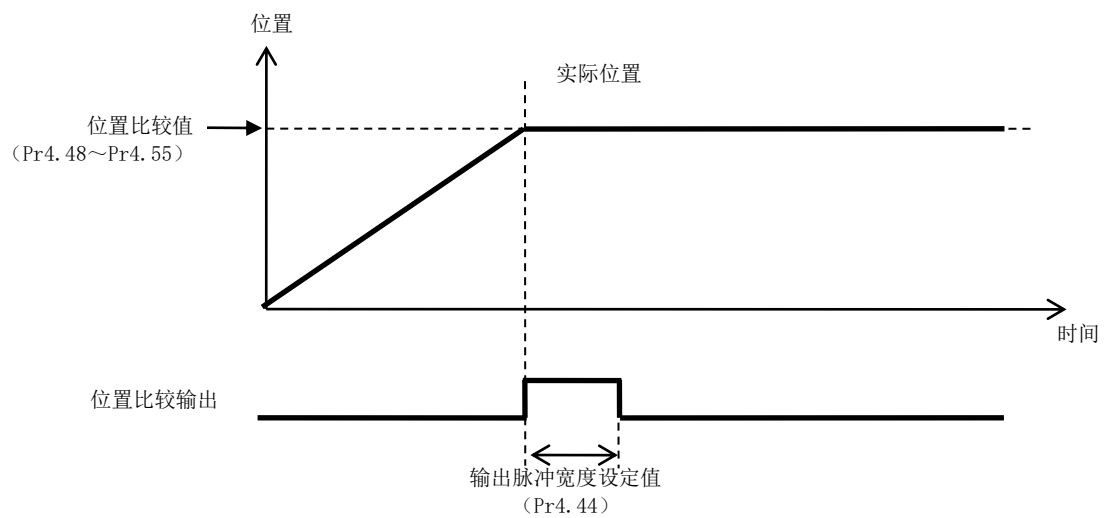 位置
实际位置
位置比较值
（Pr4.48～Pr4.55）
时间
位置比较输出
输出脉冲宽度设定值
（Pr4.44）